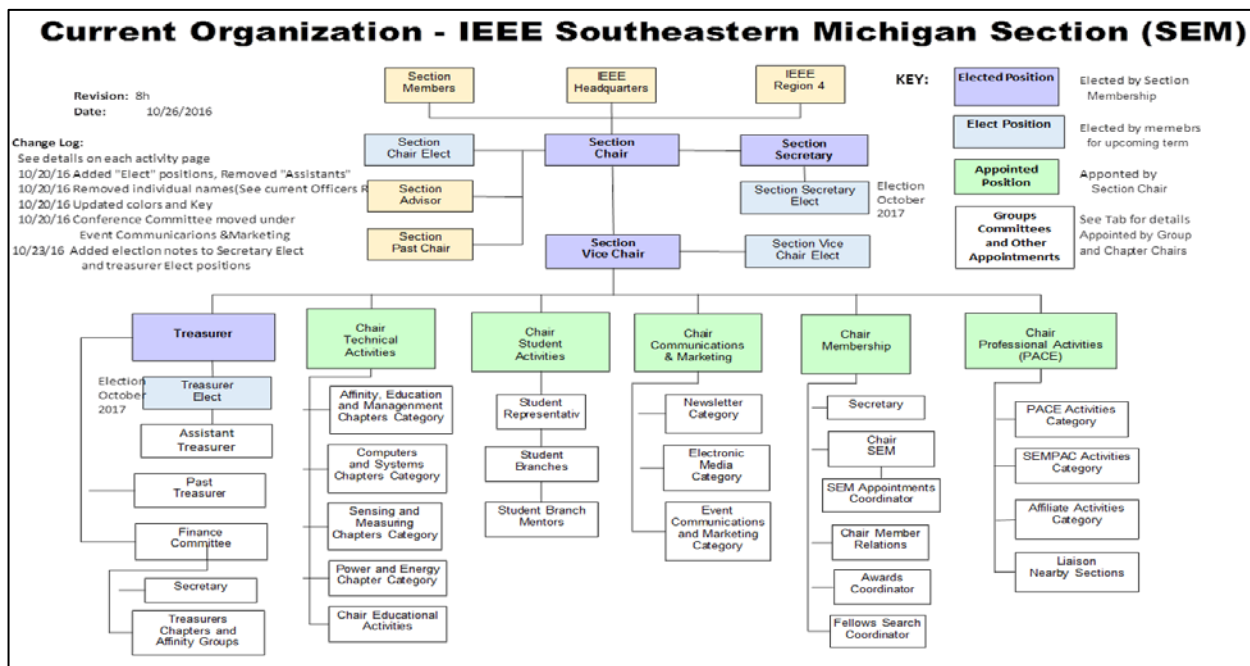 Current Organization - IEEE Southeastern Michigan Section (SEM)
Revision: 8h
Date: 10/26/2016
Change Log:
See details on each activity page
10/20/16 Added "Elect" positions, Removed "Assistants"
10/20/16 Removed individual names(See current Officers R
10/20/16 Updated colors and Key
10/20/16 Conference Committee moved under
Event Communicarions &Marketing
10/23/16 Added election notes to Secretary Elect
and treasurer Elect positions
Section
Members
IEEE
Headquarters
IEEE
Region 4
Section
Chair Elect
Section
Chair
Section
Secretary
Section
Advisor
Section Secretary
Elect
Election
October
2017
Section
Past Chair
Section
Vice Chair
Section Vice
Chair Elect
KEY:
Elected Position
Elected by Section
Membership
Elect Position
Elected by memebrs
for upcoming term
Appointed
Position
Apponted by
Section Chair
Groups
Committees
and Other
Appointmenrts
See Tab for details
Appointed by Group
and Chapter Chairs
Treasurer
Election
October
2017
Treasurer
Elect
Assistant
Treasurer
Past
Treasurer
Finance
Committee
Secretary
Treasurers
Chapters and
Affinity Groups
Chair
Technical
Activities
Affinity, Education
and Managenment
Chapters Category
Computers
and Systems
Chapters Category
Sensing and
Measuring
Chapters Category
Power and Energy
Chapter Category
Chair Educational
Activities
Chair
Student
Activities
Student
Representativ
Student
Branches
Student Branch
Mentors
Chair
Communications
& Marketing
Newsletter
Category
Electronic
Media
Category
Event
Communications
and Marketing
Category
Chair
Membership
Secretary
Chair
SEM
SEM Appointments
Coordinator
Chair Member
Relations
Awards
Coordinator
Fellows Search
Coordinator
Chair
Professional Activities
(PACE)
PACE Activities
Category
SEMPAC Activities
Category
Affiliate Activities
Category
Liaison
Nearby Sections